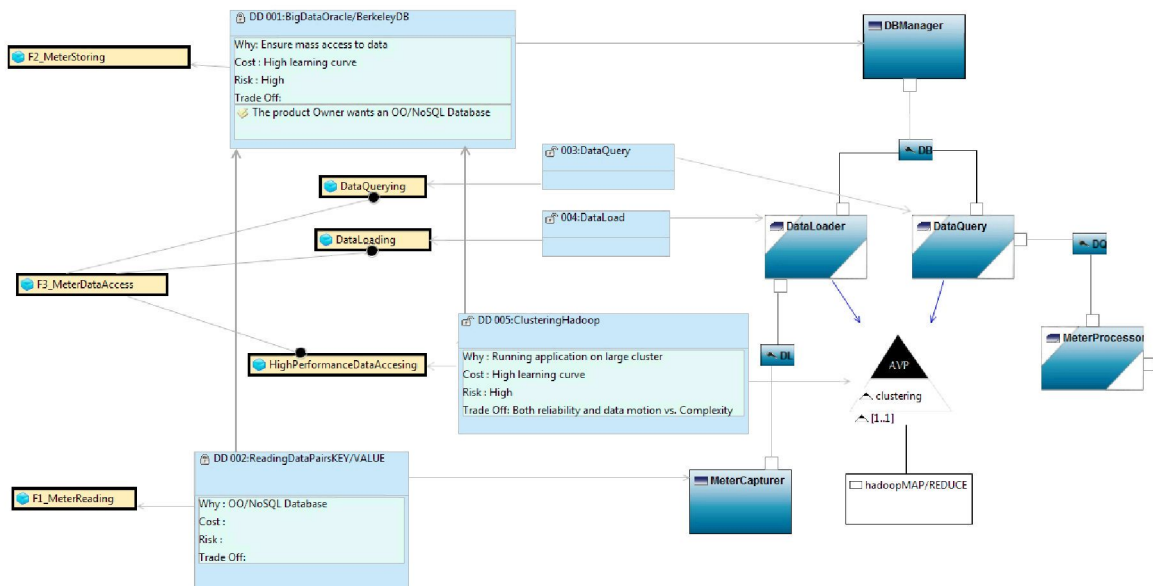 DD 001:BigDataOracle/BerkeleyDB
Why: Ensure mass access to data
Cost : High learning curve
Risk : High
Trade Off:
The product Owner wants an OO/NoSQL Database
F2_MeterStoring
DBManager
DB
003:DataQuery
DataQuerying
004:DataLoad
DataLoading
DataLoader
DataQuery
DQ
F3_MeterDataAccess
DD 005:ClusteringHadoop
Why : Running application on large cluster
Cost : High learning curve
Risk : High
Trade Off: Both reliability and data motion vs. Complexity
HighPerformanceDataAccesing
DL
MeterProcessor
AVP
clustering
[1..1]
DD 002:ReadingDataPairsKEY/VALUE
Why : OO/NoSQL Database
Cost :
Risk :
Trade Off:
F1_MeterReading
MeterCapturer
hadoopMAP/REDUCE